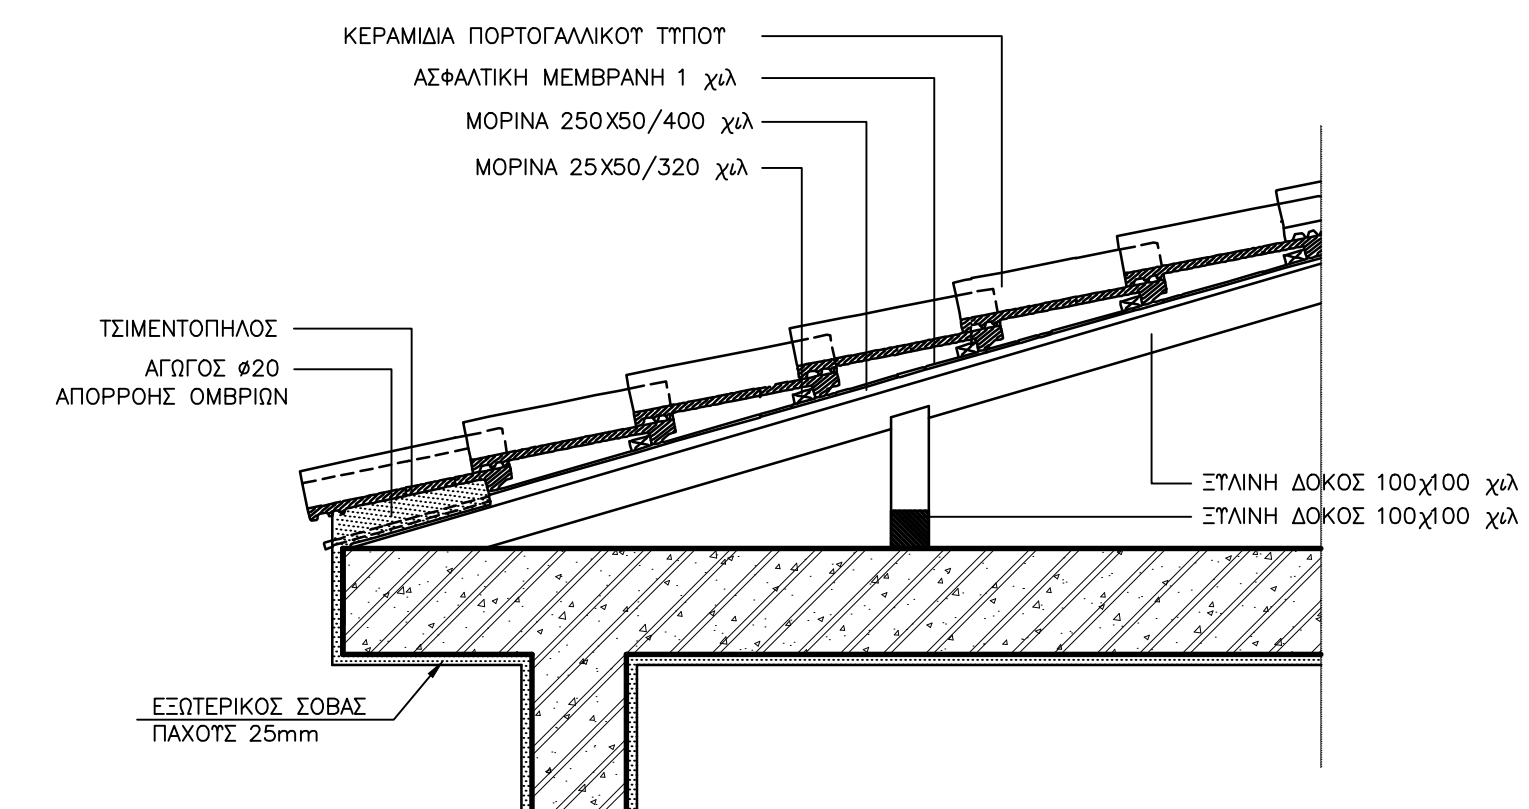 ΚΕΡΑΜΙΔΙΑ ΠΟΡΤΟΓΑΛΛΙΚΟΥ ΤΥΠΟΥ
ΑΣΦΑΛΤΙΚΗ ΜΕΜΒΡΑΝΗ 1 χιλ
ΜΟΡΙΝΑ 250Χ50/400 χιλ
ΜΟΡΙΝΑ 25Χ50/320 χιλ
ΤΣΙΜΕΝΤΟΠΗΛΟΣ
ΑΓΩΓΟΣ Ø20
ΑΠΟΡΡΟΗΣ ΟΜΒΡΙΩΝ
ΞΥΛΙΝΗ ΔΟΚΟΣ 100χ100 χιλ
ΞΥΛΙΝΗ ΔΟΚΟΣ 100χ100 χιλ
ΕΞΩΤΕΡΙΚΟΣ ΣΟΒΑΣ
ΠΑΧΟΥΣ 25mm